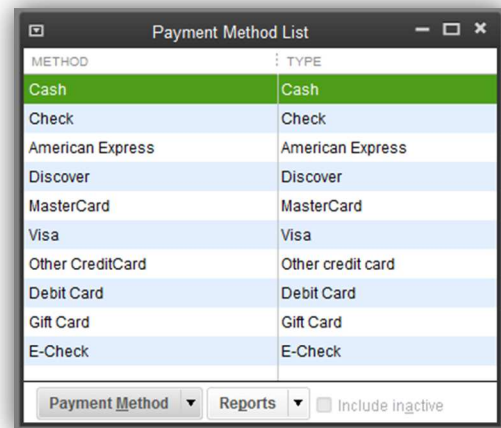 Payment Method List
METHOD TYPE
Cash Cash
Check Check
American Express American Express
Discover Discover
MasterCard MasterCard
Visa Visa
Other CreditCard Other credit card
Debit Card Debit Card
Gift Card Gift Card
E-Check E-Check
Payment Method Reports Include inactive